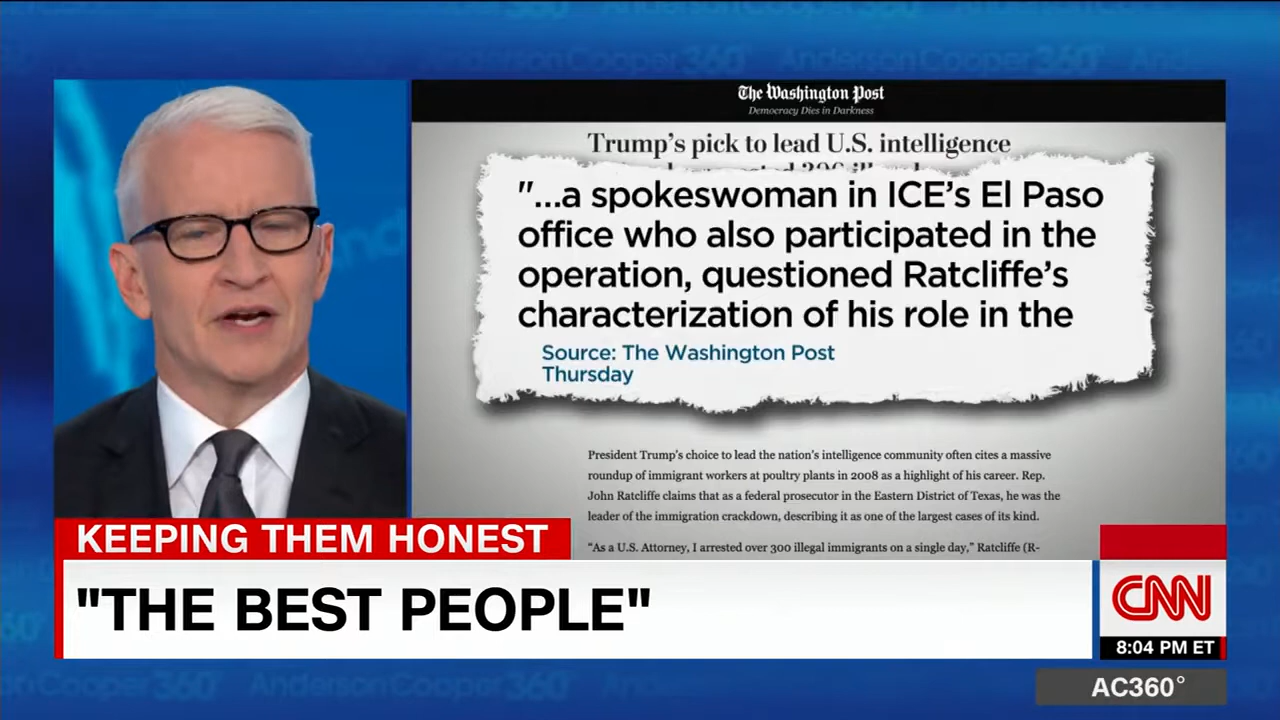 AndersonCooper360°
AndersonCooper360°
The Washington Post
Democracy Dies in Darkness
Trump's pick to lead U.S. intelligence
"...a spokeswoman in ICE's El Paso
office who also participated in the
operation, questioned Ratcliffe's
characterization of his role in the
Source: The Washington Post
Thursday
President Trump's choice to lead the nation's intelligence community often cites a massive
roundup of immigrant workers at poultry plants in 2008 as a highlight of his career. Rep.
John Ratcliffe claims that as a federal prosecutor in the Eastern District of Texas, he was the
leader of the immigration crackdown, describing it as one of the largest cases of its kind.
"As a U.S. Attorney, I arrested over 300 illegal immigrants on a single day," Ratcliffe (R-
KEEPING THEM HONEST
"THE BEST PEOPLE"
CNN
8:04 PM ET
AC360°
AndersonCooper360°